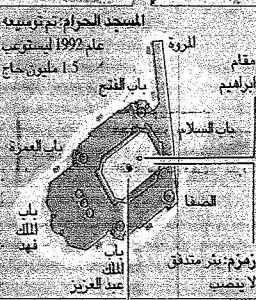 المسجد الحرام: تم توسيعه
عام 1992 ليستوعب
1.5 مليون حاج
المروة
مقام
إبراهيم
باب الفتح
باب السلام
باب العمرة
الصفا
باب
الملك
فهد
باب
الملك
عبد العزيز
زمزم: بئر متدفق
لا ينضب